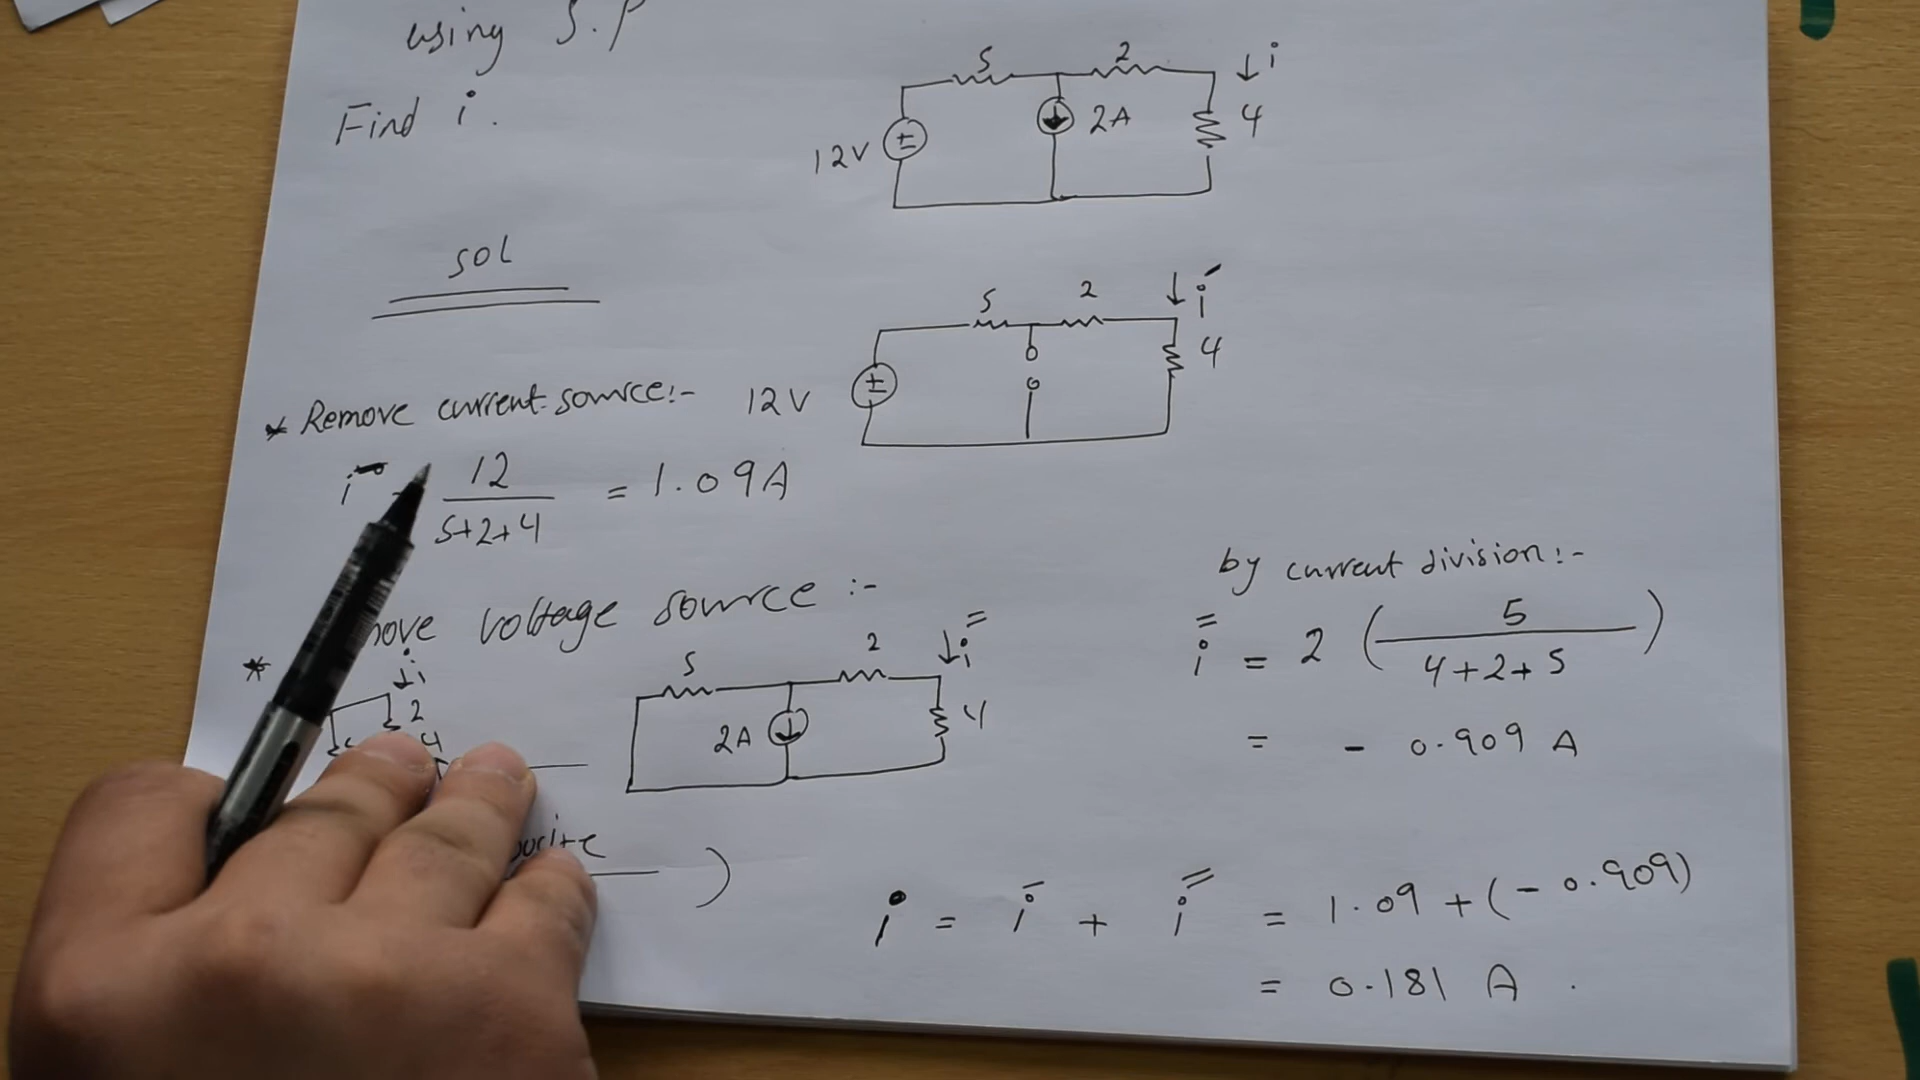 using S.P
Find i.
5 2 ↓ i
12V ± 2A 4
sol
5 2 ↓ i′
12V ± 4
* Remove current source:-
i̅ = 12 / (5+2+4) = 1.09A
* voltage source :-
↓ i
2
4
5 2 ↓ i̿
2A 4
by current division:-
i̿ = 2 ( 5 / (4+2+5) )
= - 0.909 A
)
i = i̅ + i̿ = 1.09 + (- 0.909)
= 0.181 A .